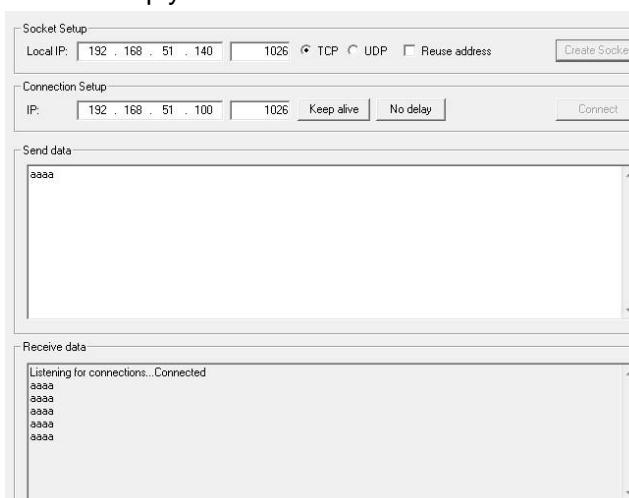 Socket Setup
Local IP: 192 . 168 . 51 . 140 1026 TCP UDP Reuse address
Connection Setup
IP: 192 . 168 . 51 . 100 1026 Keep alive No delay Connect
Send data
aaaa
Receive data
Listening for connections...Connected
aaaa
aaaa
aaaa
aaaa
aaaa